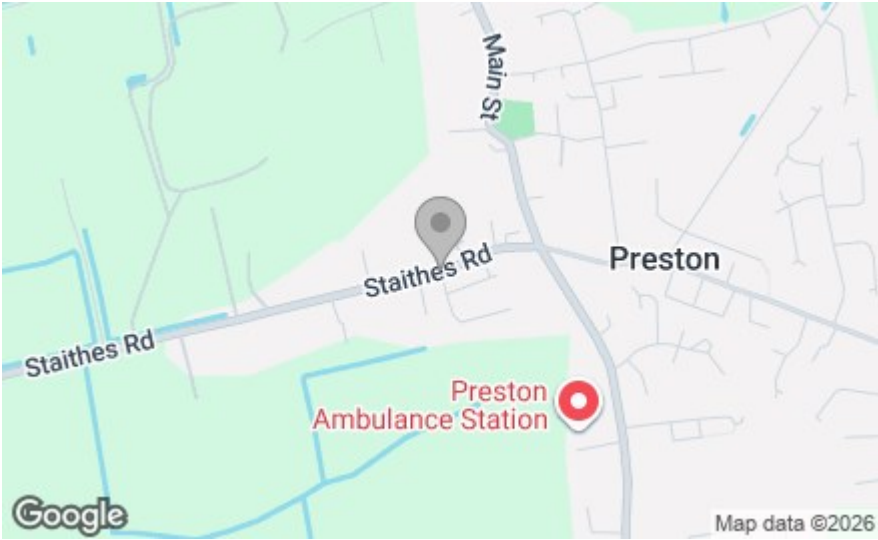 Main St
Staithes Rd
Preston
Staithes Rd
Preston
Ambulance Station
Google
Map data ©2026